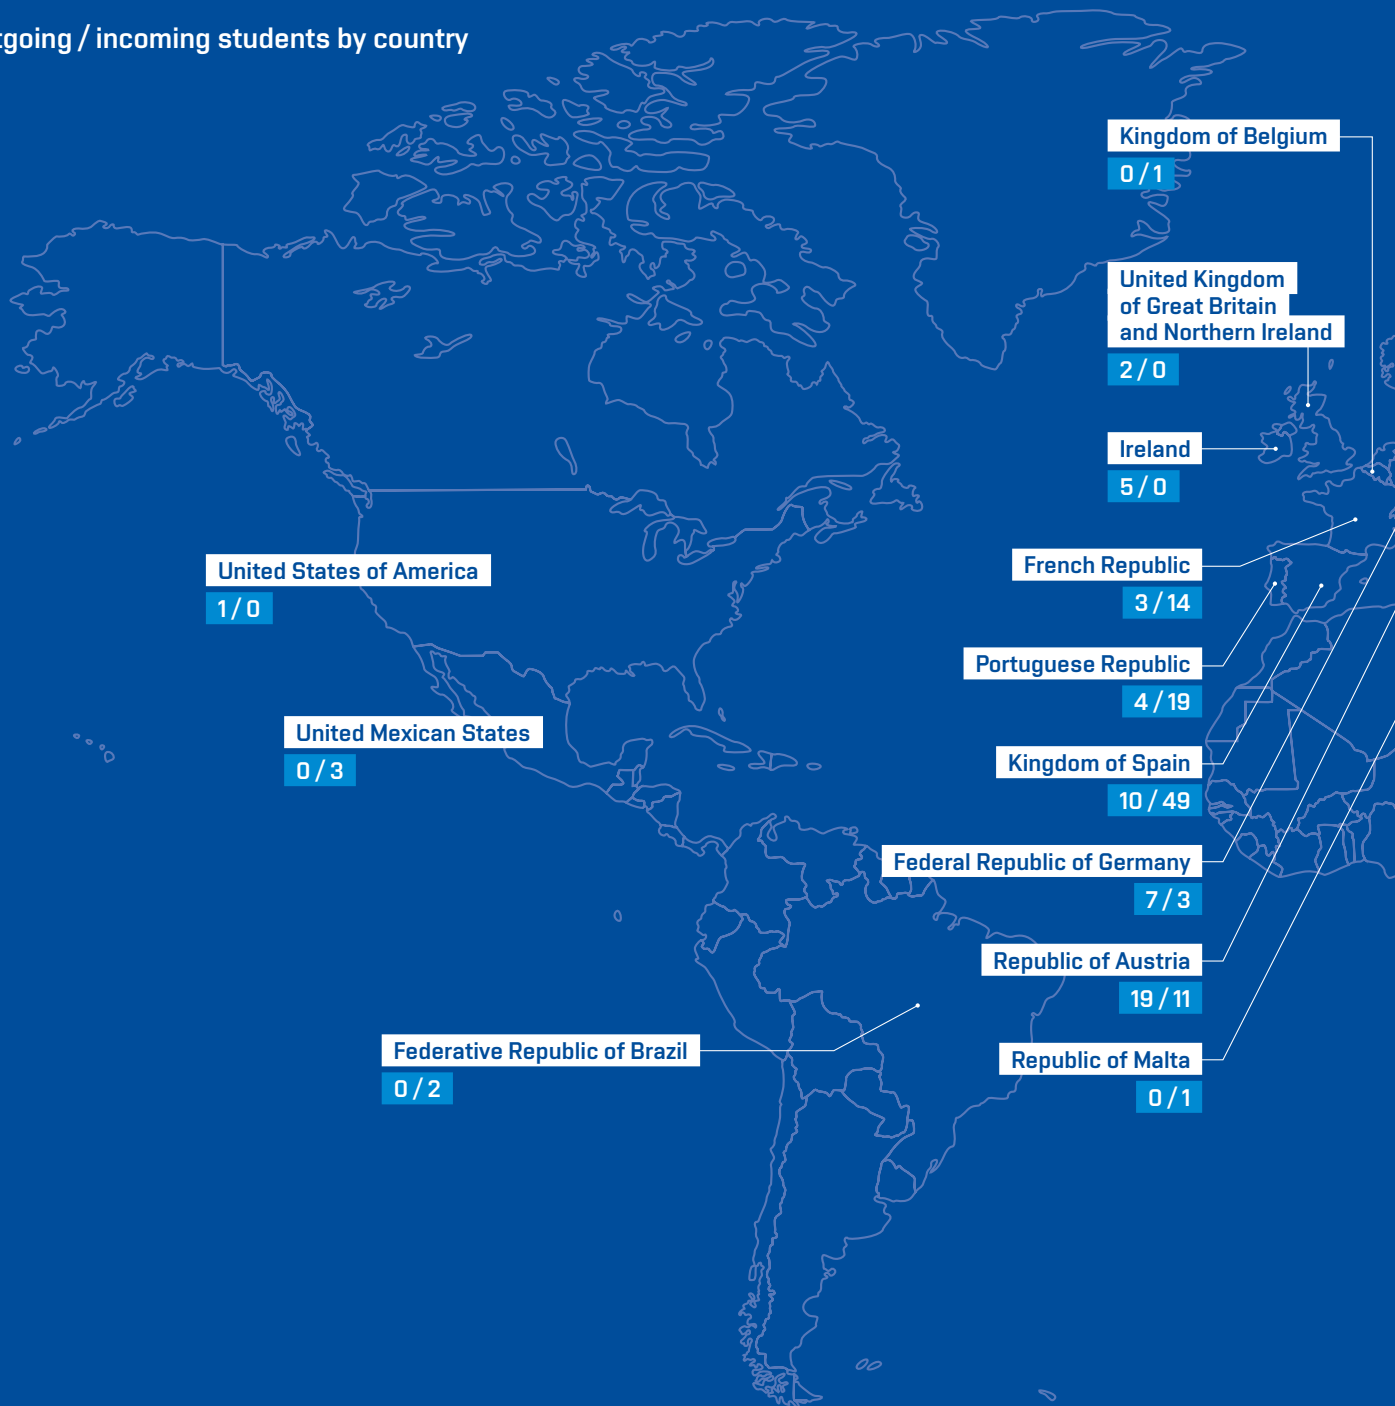 tgoing / incoming students by country
Kingdom of Belgium
0 / 1
United Kingdom
of Great Britain
and Northern Ireland
2 / 0
Ireland
5 / 0
French Republic
3 / 14
United States of America
1 / 0
Portuguese Republic
4 / 19
United Mexican States
0 / 3
Kingdom of Spain
10 / 49
Federal Republic of Germany
7 / 3
Republic of Austria
19 / 11
Federative Republic of Brazil
0 / 2
Republic of Malta
0 / 1